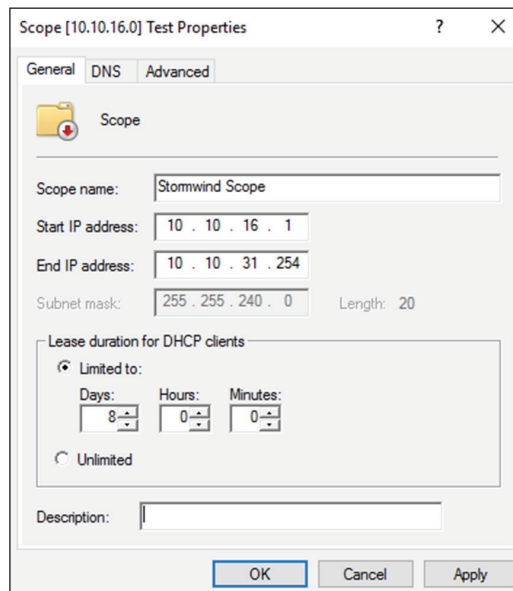 Scope [10.10.16.0] Test Properties ? X
General DNS Advanced
Scope
Scope name: Stormwind Scope
Start IP address: 10 . 10 . 16 . 1
End IP address: 10 . 10 . 31 . 254
Subnet mask: 255 . 255 . 240 . 0 Length: 20
Lease duration for DHCP clients
Limited to:
Days: Hours: Minutes:
8 0 0
Unlimited
Description:
OK Cancel Apply